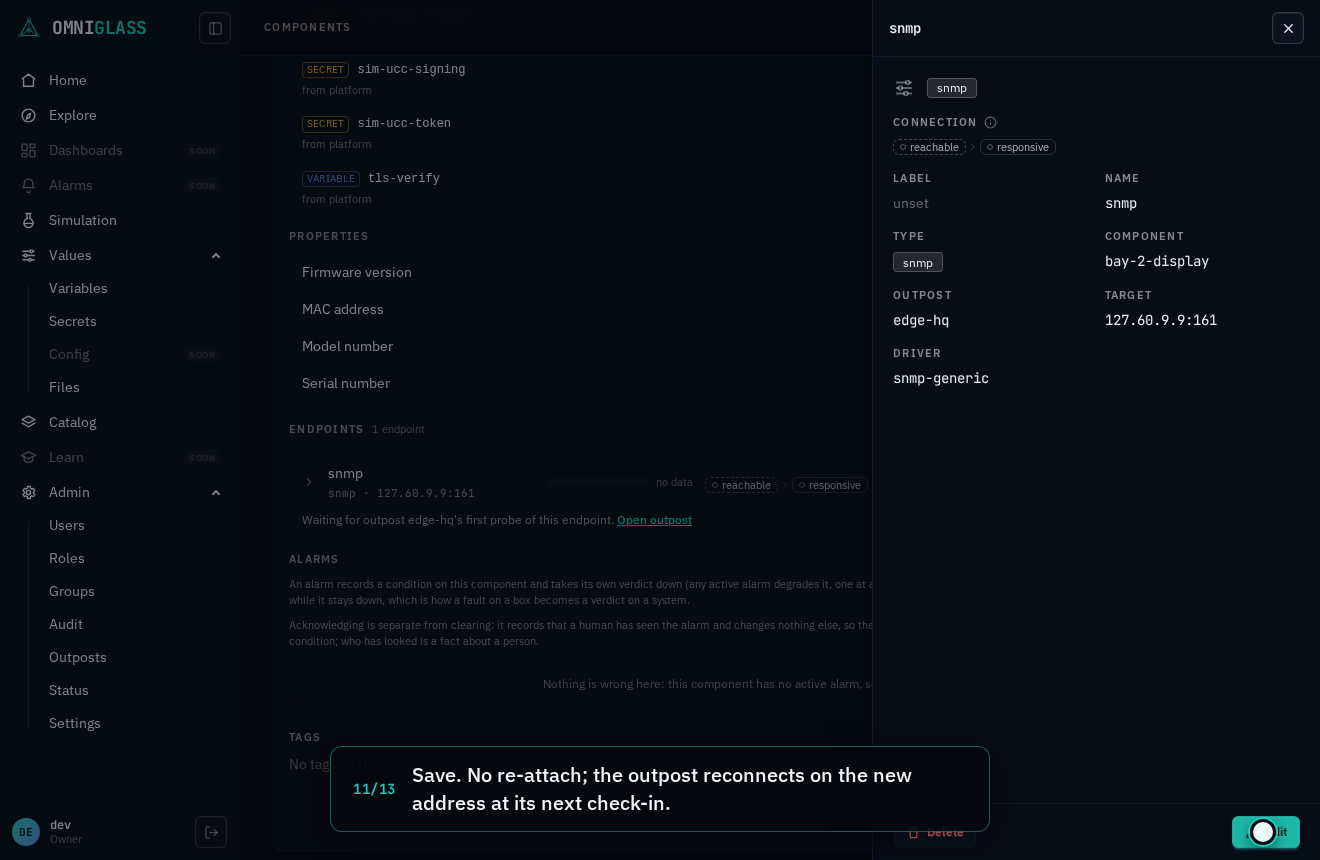 OMNIGLASS
COMPONENTS
snmp
Home
Explore
Dashboards SOON
Alarms SOON
Simulation
Values
Variables
Secrets
Config SOON
Files
Catalog
Learn SOON
Admin
Users
Roles
Groups
Audit
Outposts
Status
Settings
DE
dev
Owner
SECRET sim-ucc-signing
from platform
SECRET sim-ucc-token
from platform
VARIABLE tls-verify
from platform
PROPERTIES
Firmware version
MAC address
Model number
Serial number
ENDPOINTS 1 endpoint
snmp
snmp · 127.60.9.9:161
no data
reachable › responsive
Waiting for outpost edge-hq's first probe of this endpoint. Open outpost
ALARMS
An alarm records a condition on this component and takes its own verdict down (any active alarm degrades it, one at a
while it stays down, which is how a fault on a box becomes a verdict on a system.
Acknowledging is separate from clearing: it records that a human has seen the alarm and changes nothing else, so the
condition; who has looked is a fact about a person.
Nothing is wrong here: this component has no active alarm, s
TAGS
No tag
snmp
CONNECTION
reachable › responsive
LABEL
unset
NAME
snmp
TYPE
snmp
COMPONENT
bay-2-display
OUTPOST
edge-hq
TARGET
127.60.9.9:161
DRIVER
snmp-generic
11/13
Save. No re-attach; the outpost reconnects on the new
address at its next check-in.
Delete